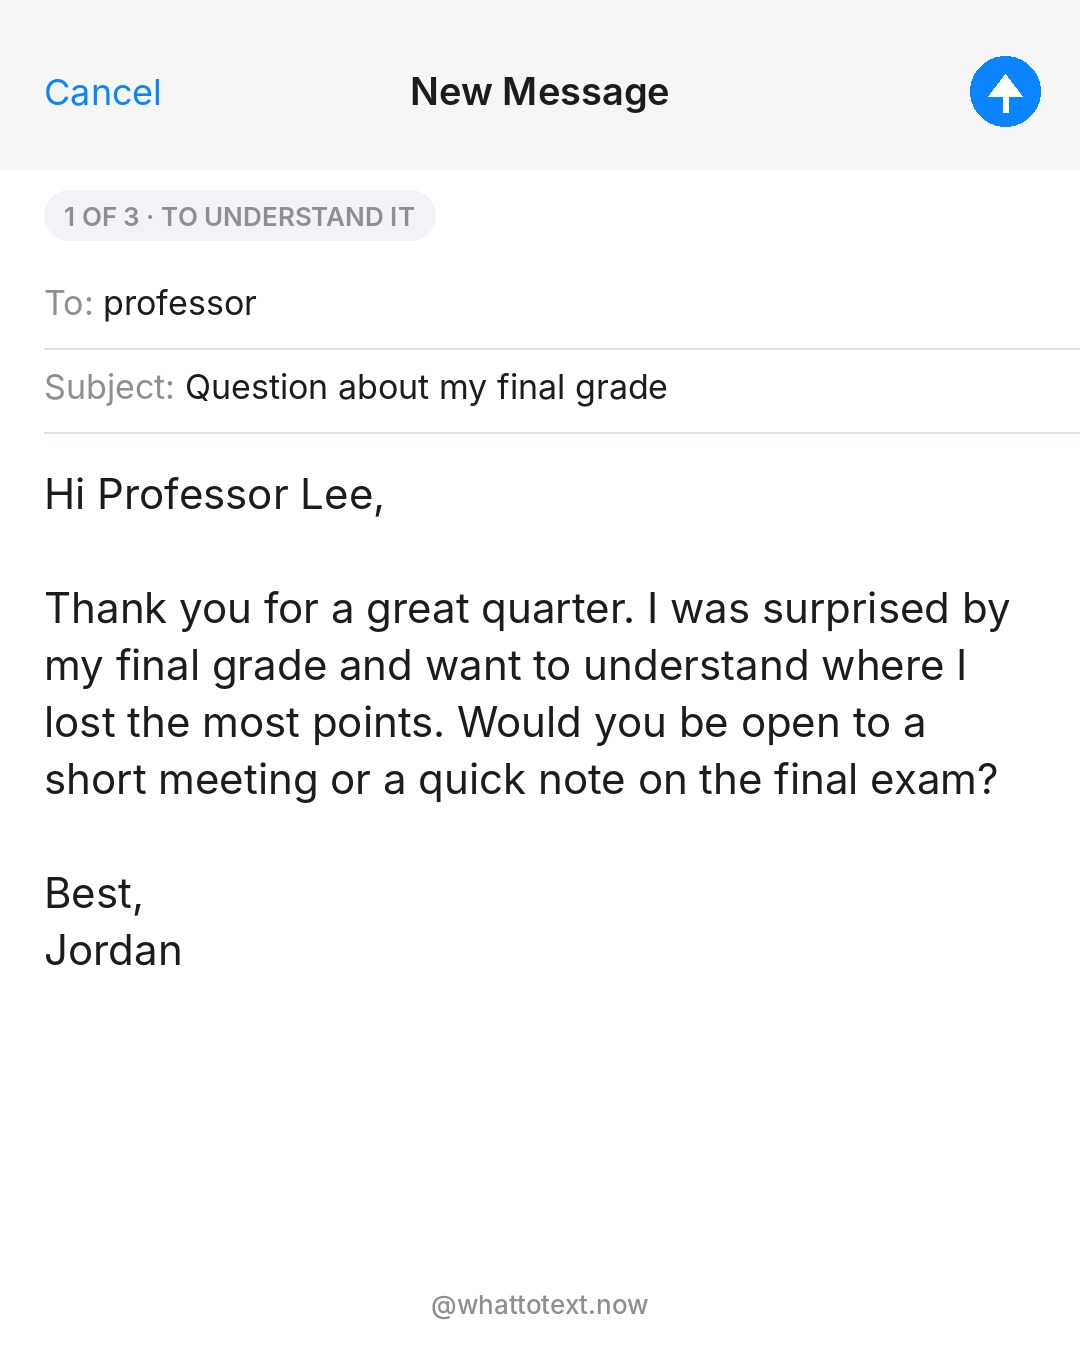 Cancel
New Message
1 OF 3 · TO UNDERSTAND IT
To: professor
Subject: Question about my final grade
Hi Professor Lee,
Thank you for a great quarter. I was surprised by
my final grade and want to understand where I
lost the most points. Would you be open to a
short meeting or a quick note on the final exam?
Best,
Jordan
@whattotext.now